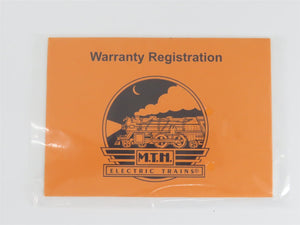 Warranty Registration
M.T.H.
ELECTRIC TRAINS®